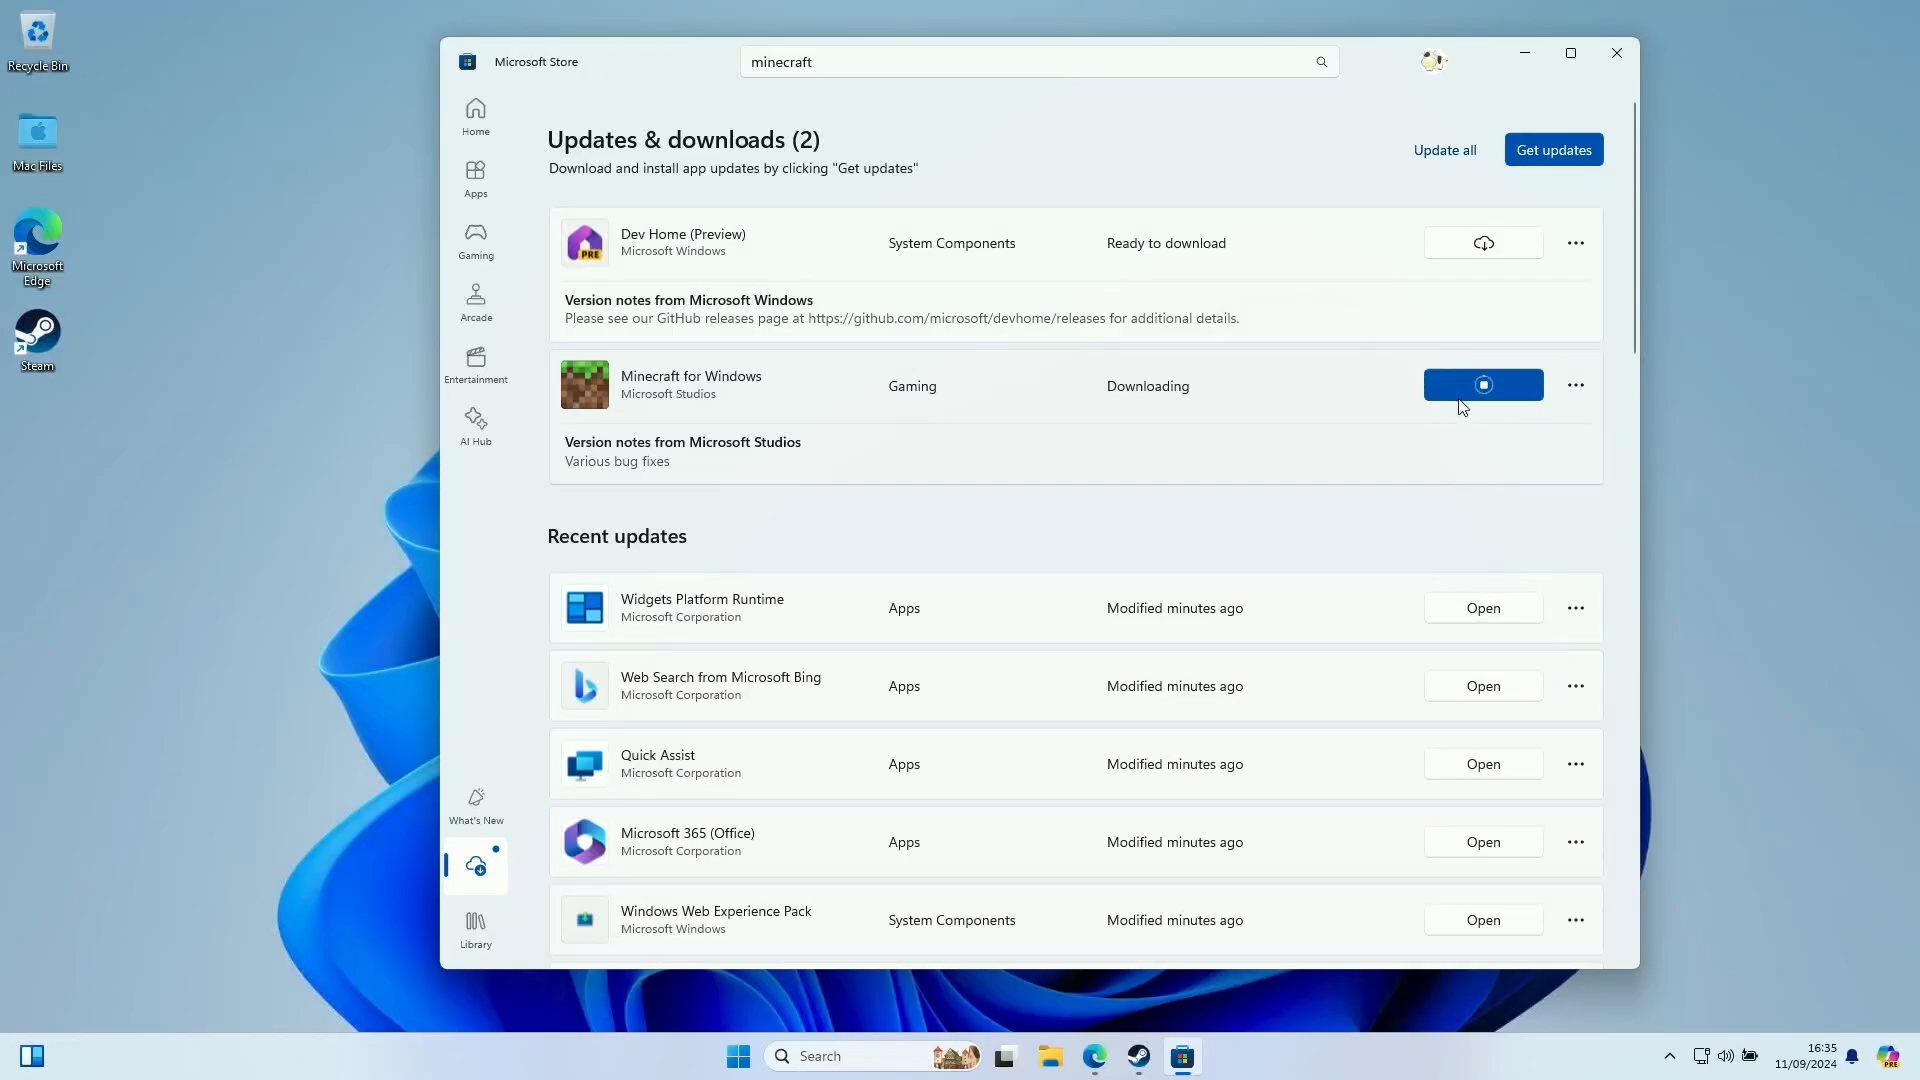 Recycle Bin
Mac Files
Microsoft
Edge
Steam
Microsoft Store
minecraft
Home
Apps
Gaming
Arcade
Entertainment
AI Hub
What's New
Library
Updates & downloads (2)
Download and install app updates by clicking "Get updates"
Update all
Get updates
Dev Home (Preview)
Microsoft Windows
System Components
Ready to download
PRE
Version notes from Microsoft Windows
Please see our GitHub releases page at https://github.com/microsoft/devhome/releases for additional details.
Minecraft for Windows
Microsoft Studios
Gaming
Downloading
Version notes from Microsoft Studios
Various bug fixes
Recent updates
Widgets Platform Runtime
Microsoft Corporation
Apps
Modified minutes ago
Open
Web Search from Microsoft Bing
Microsoft Corporation
Apps
Modified minutes ago
Open
Quick Assist
Microsoft Corporation
Apps
Modified minutes ago
Open
Microsoft 365 (Office)
Microsoft Corporation
Apps
Modified minutes ago
Open
Windows Web Experience Pack
Microsoft Windows
System Components
Modified minutes ago
Open
Search
16:35
11/09/2024
PRE